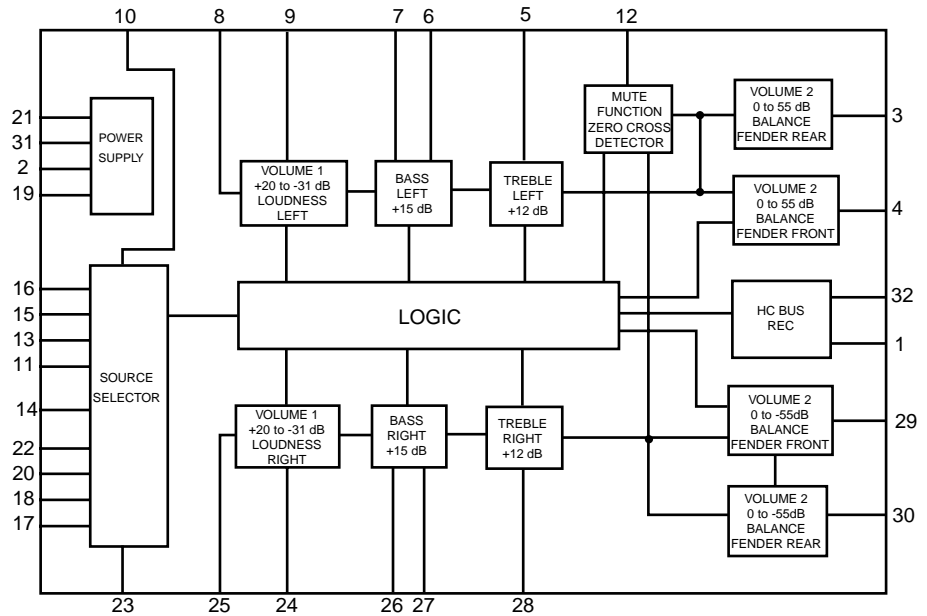 10 8 9 7 6 5 12
21
31
2
19
POWER
SUPPLY
VOLUME 1
+20 to -31 dB
LOUDNESS
LEFT
BASS
LEFT
+15 dB
TREBLE
LEFT
+12 dB
MUTE
FUNCTION
ZERO CROSS
DETECTOR
VOLUME 2
0 to 55 dB
BALANCE
FENDER REAR
3
VOLUME 2
0 to 55 dB
BALANCE
FENDER FRONT
4
16
15
13
11
14
22
20
18
17
SOURCE
SELECTOR
LOGIC
HC BUS
REC
32
1
VOLUME 1
+20 to -31 dB
LOUDNESS
RIGHT
BASS
RIGHT
+15 dB
TREBLE
RIGHT
+12 dB
VOLUME 2
0 to -55dB
BALANCE
FENDER FRONT
29
VOLUME 2
0 to -55dB
BALANCE
FENDER REAR
30
23 25 24 26 27 28